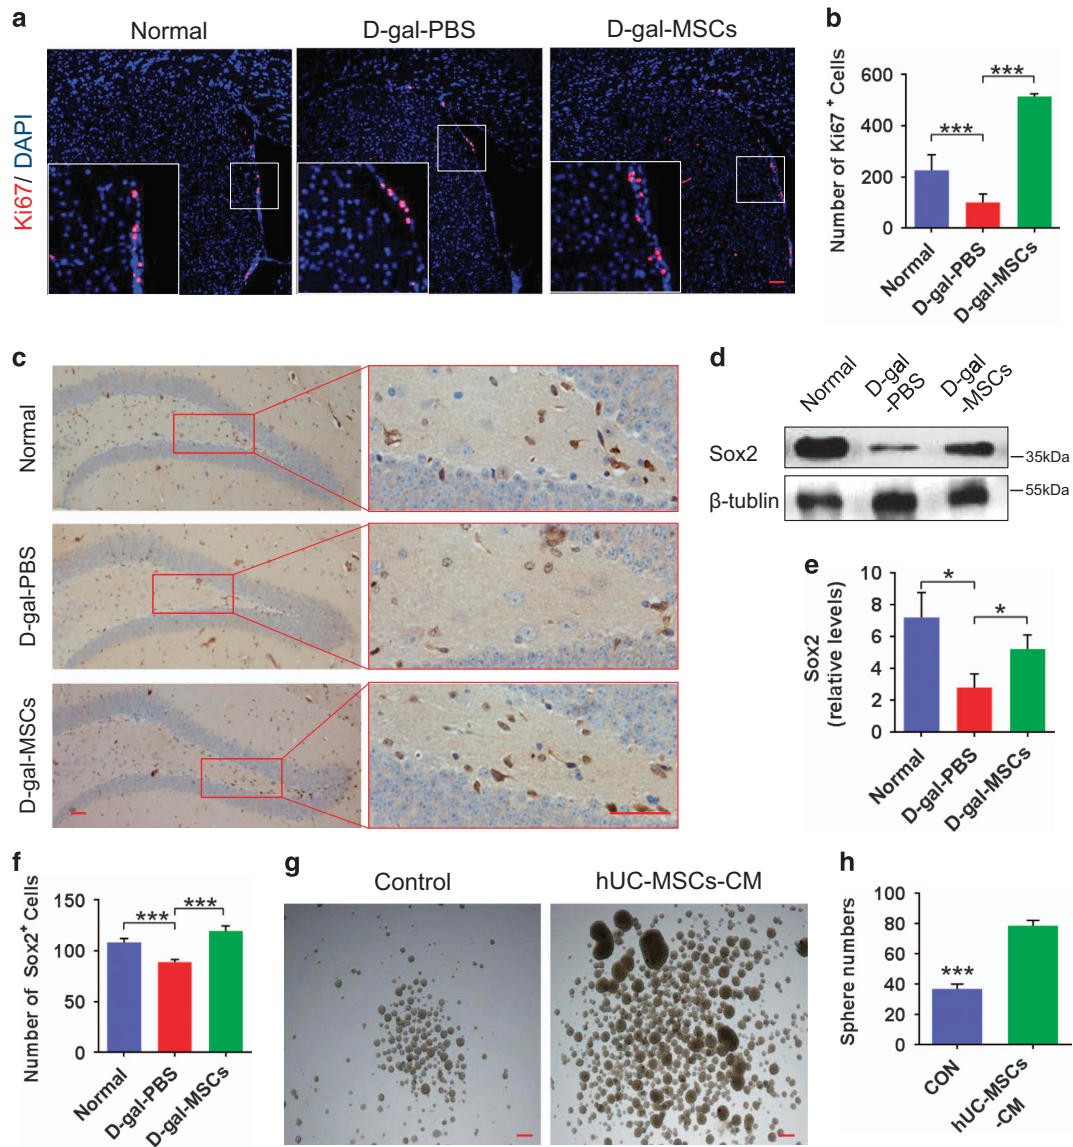 a
Normal
D-gal-PBS
D-gal-MSCs
Ki67/ DAPI
b
Number of Ki67 + Cells
600
400
200
0
***
***
Normal
D-gal-PBS
D-gal-MSCs
c
Normal
D-gal-PBS
D-gal-MSCs
d
Normal
D-gal
-PBS
D-gal
-MSCs
Sox2
35kDa
β-tublin
55kDa
e
Sox2
(relative levels)
10
8
6
4
2
0
*
*
Normal
D-gal-PBS
D-gal-MSCs
f
Number of Sox2+ Cells
150
100
50
0
***
***
Normal
D-gal-PBS
D-gal-MSCs
g
Control
hUC-MSCs-CM
h
Sphere numbers
100
80
60
40
20
0
***
CON
hUC-MSCs
-CM